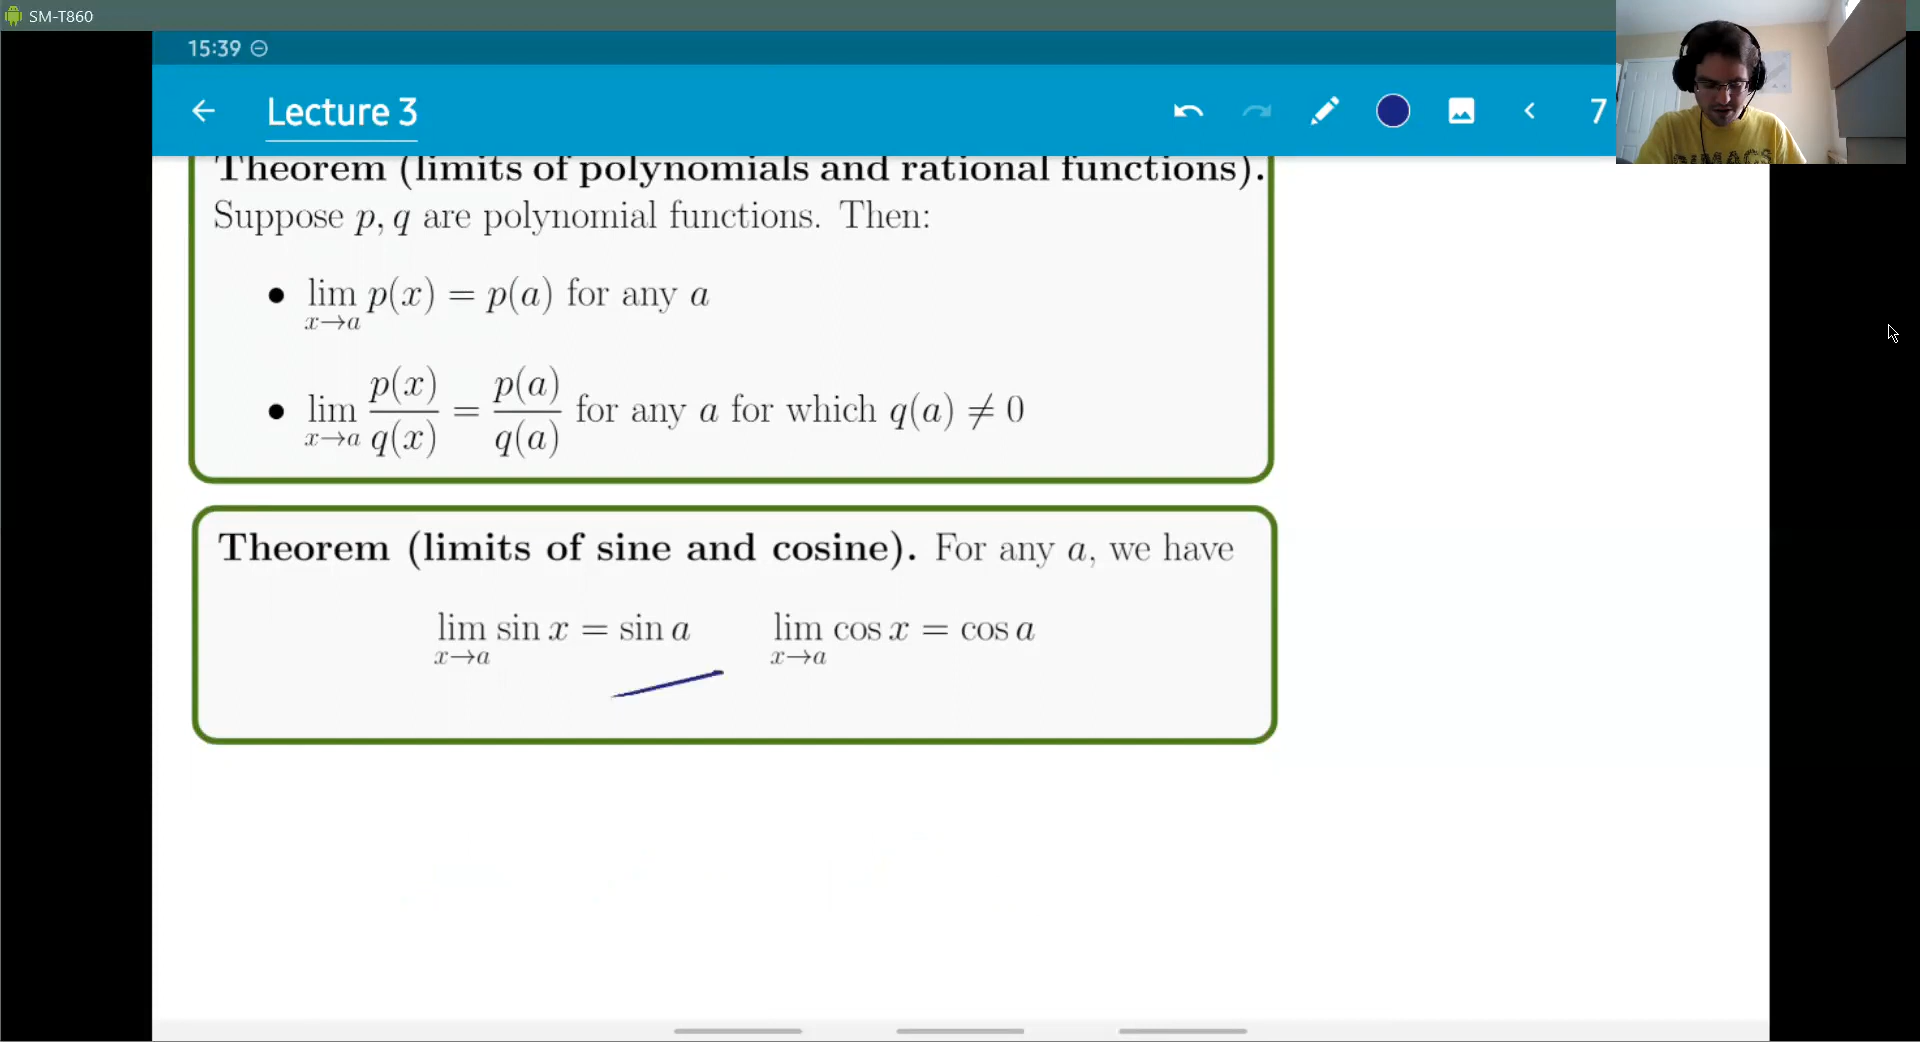 SM-T860
15:39
Lecture 3
7
Theorem (limits of polynomials and rational functions).
Suppose p, q are polynomial functions. Then:
• lim_{x→a} p(x) = p(a) for any a
• lim_{x→a} p(x)/q(x) = p(a)/q(a) for any a for which q(a) ≠ 0
Theorem (limits of sine and cosine). For any a, we have
lim_{x→a} sin x = sin a    lim_{x→a} cos x = cos a